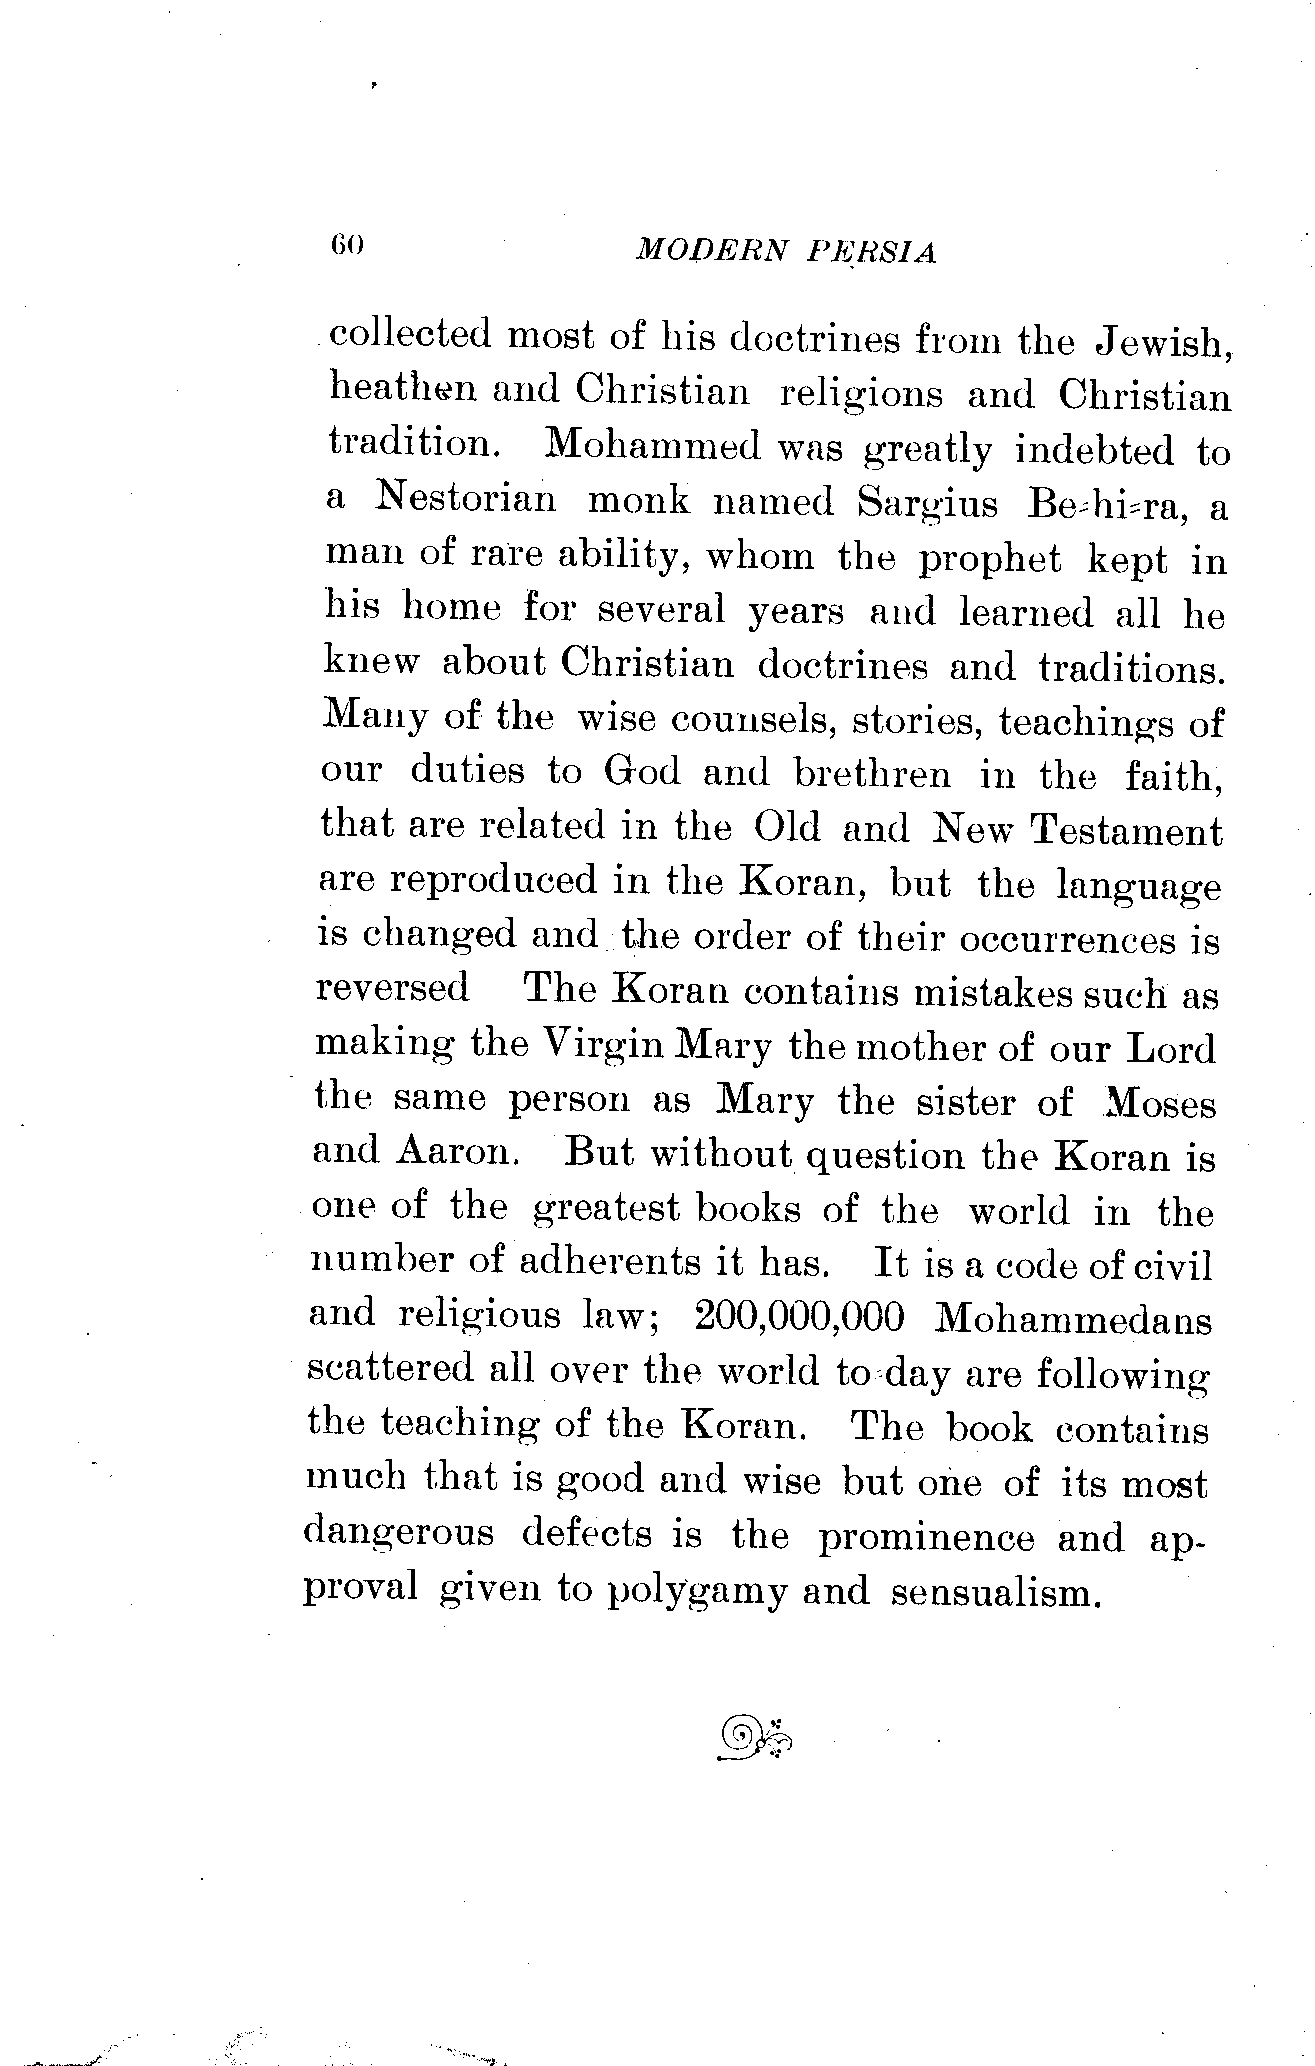 60 MODERN PERSIA
collected most of his doctrines from the Jewish,
heathen and Christian religions and Christian
tradition. Mohammed was greatly indebted to
a Nestorian monk named Sargius Be-hi-ra, a
man of rare ability, whom the prophet kept in
his home for several years and learned all he
knew about Christian doctrines and traditions.
Many of the wise counsels, stories, teachings of
our duties to God and brethren in the faith,
that are related in the Old and New Testament
are reproduced in the Koran, but the language
is changed and the order of their occurrences is
reversed The Koran contains mistakes such as
making the Virgin Mary the mother of our Lord
the same person as Mary the sister of Moses
and Aaron. But without question the Koran is
one of the greatest books of the world in the
number of adherents it has. It is a code of civil
and religious law; 200,000,000 Mohammedans
scattered all over the world to-day are following
the teaching of the Koran. The book contains
much that is good and wise but one of its most
dangerous defects is the prominence and ap-
proval given to polygamy and sensualism.